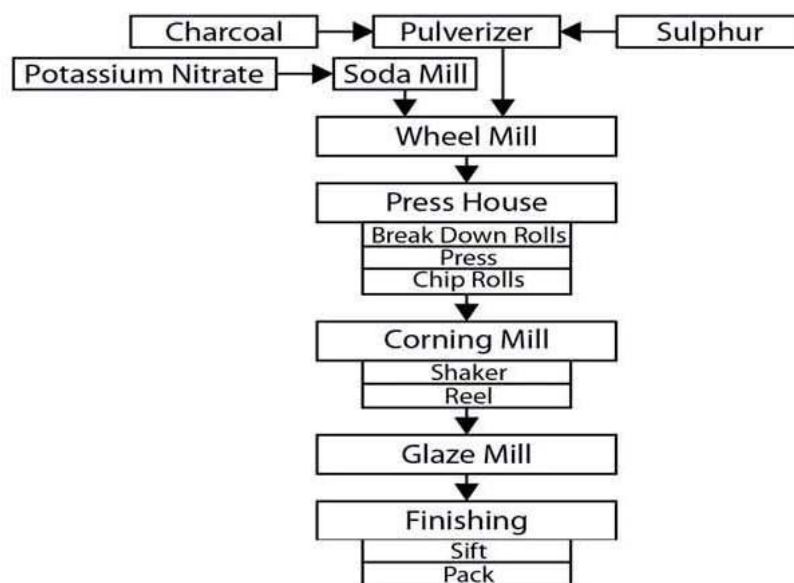 Charcoal
Pulverizer
Sulphur
Potassium Nitrate
Soda Mill
Wheel Mill
Press House
Break Down Rolls
Press
Chip Rolls
Corning Mill
Shaker
Reel
Glaze Mill
Finishing
Sift
Pack